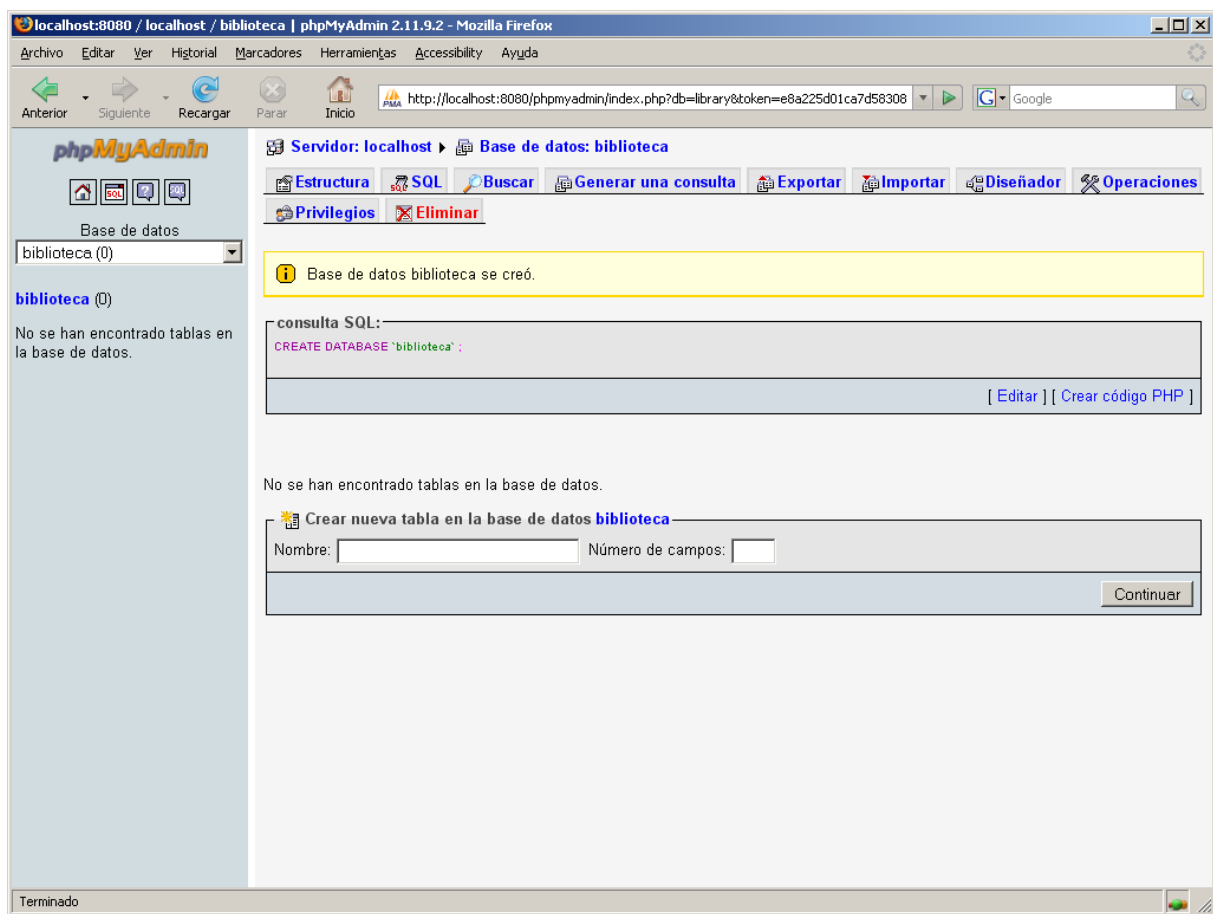 localhost:8080 / localhost / biblioteca | phpMyAdmin 2.11.9.2 - Mozilla Firefox
Archivo Editar Ver Historial Marcadores Herramientas Accessibility Ayuda
Anterior Siguiente Recargar Parar Inicio
PMA http://localhost:8080/phpmyadmin/index.php?db=library&token=e8a225d01ca7d58308 G Google
phpMyAdmin
SQL ? SQL
Base de datos
biblioteca (0)
biblioteca (0)
No se han encontrado tablas en
la base de datos.
Servidor: localhost Base de datos: biblioteca
Estructura SQL Buscar Generar una consulta Exportar Importar Diseñador Operaciones
Privilegios Eliminar
Base de datos biblioteca se creó.
consulta SQL:
CREATE DATABASE `biblioteca` ;
[ Editar ] [ Crear código PHP ]
No se han encontrado tablas en la base de datos.
Crear nueva tabla en la base de datos biblioteca
Nombre: Número de campos:
Continuar
Terminado